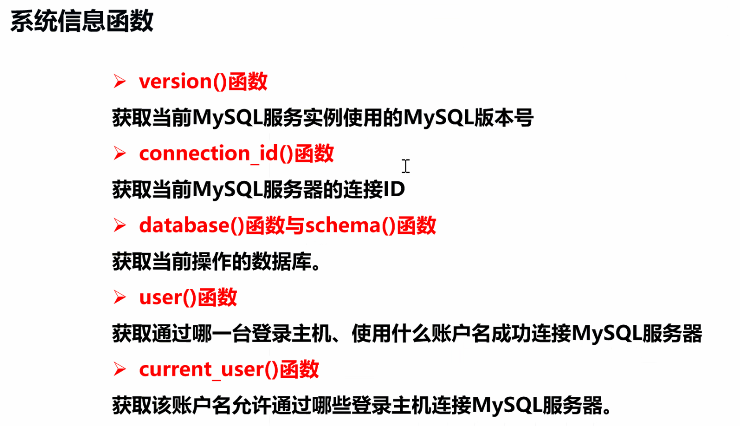 系统信息函数
➢ version()函数
获取当前MySQL服务实例使用的MySQL版本号
➢ connection_id()函数
获取当前MySQL服务器的连接ID
➢ database()函数与schema()函数
获取当前操作的数据库。
➢ user()函数
获取通过哪一台登录主机、使用什么账户名成功连接MySQL服务器
➢ current_user()函数
获取该账户名允许通过哪些登录主机连接MySQL服务器。